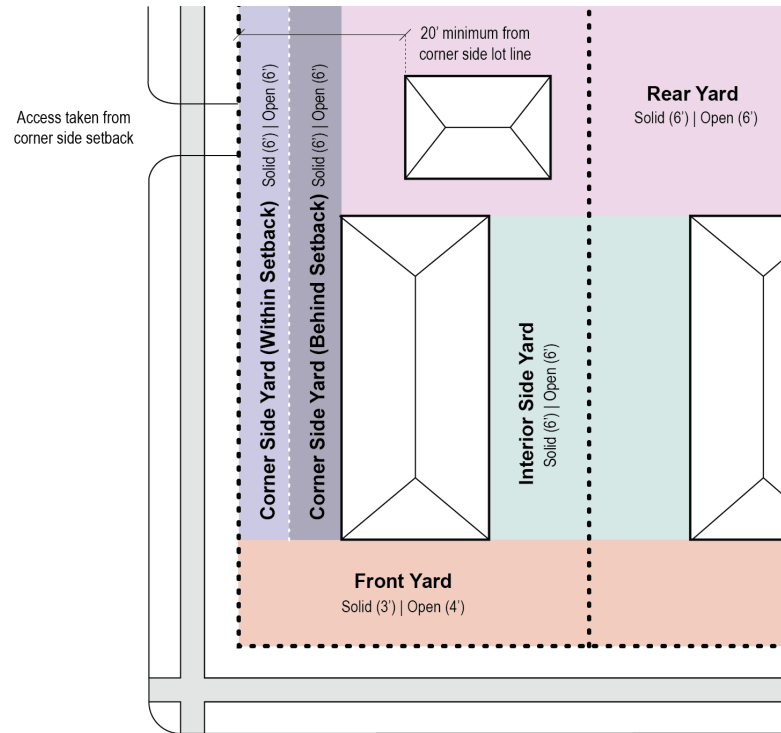 20’ minimum from
corner side lot line
Access taken from
corner side setback
Rear Yard
Solid (6’) | Open (6’)
Corner Side Yard (Within Setback) Solid (6’) | Open (6’)
Corner Side Yard (Behind Setback) Solid (6’) | Open (6’)
Interior Side Yard
Solid (6’) | Open (6’)
Front Yard
Solid (3’) | Open (4’)